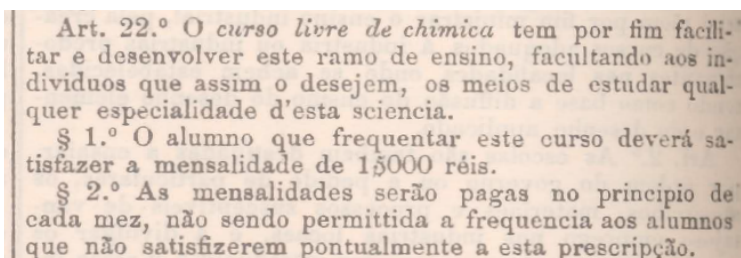 Art. 22.º O curso livre de chimica tem por fim facili-
tar e desenvolver este ramo de ensino, facultando aos in-
dividuos que assim o desejem, os meios de estudar qual-
quer especialidade d'esta sciencia.
§ 1.º O alumno que frequentar este curso deverá sa-
tisfazer a mensalidade de 1$000 réis.
§ 2.º As mensalidades serão pagas no principio de
cada mez, não sendo permittida a frequencia aos alumnos
que não satisfizerem pontualmente a esta prescripção.